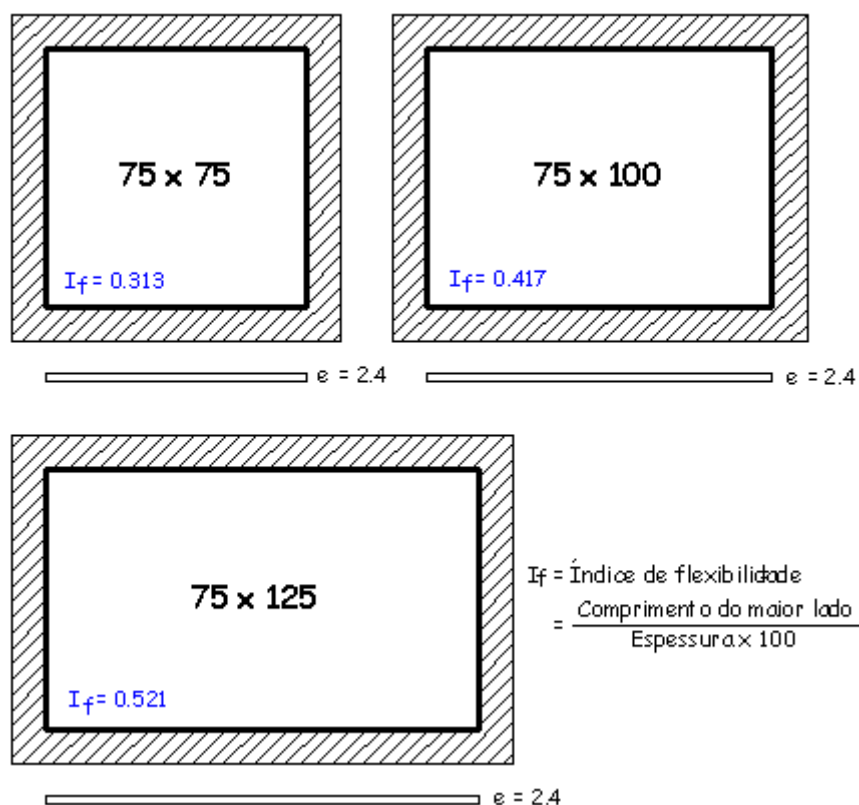 75 x 75
If = 0.313
e = 2.4
75 x 100
If = 0.417
e = 2.4
75 x 125
If = 0.521
e = 2.4
If = Índice de flexibilidade
= Comprimento do maior lado
Espessura x 100